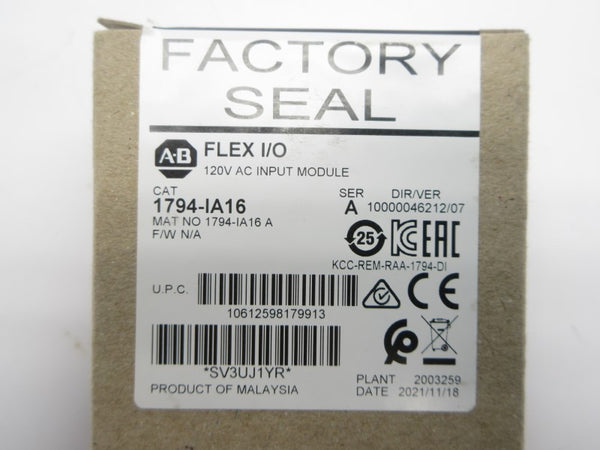 FACTORY
SEAL
A-B
FLEX I/O
120V AC INPUT MODULE
CAT
1794-IA16
MAT NO 1794-IA16 A
F/W N/A
SER
A
DIR/VER
10000046212/07
25
KC EAC
KCC-REM-RAA-1794-DI
U.P.C.
10612598179913
CE
*SV3UJ1YR*
PRODUCT OF MALAYSIA
PLANT 2003259
DATE 2021/11/18